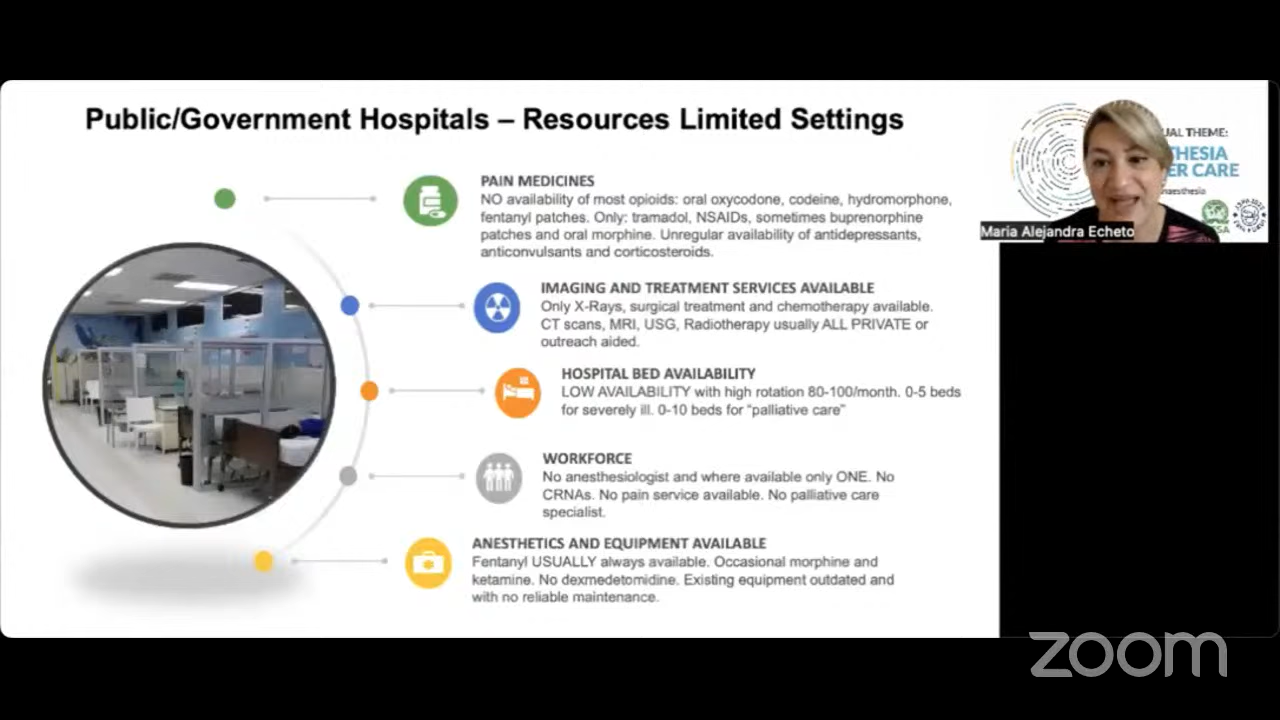 Public/Government Hospitals – Resources Limited Settings
PAIN MEDICINES
NO availability of most opioids: oral oxycodone, codeine, hydromorphone,
fentanyl patches. Only: tramadol, NSAIDs, sometimes buprenorphine
patches and oral morphine. Unregular availability of antidepressants,
anticonvulsants and corticosteroids.
IMAGING AND TREATMENT SERVICES AVAILABLE
Only X-Rays, surgical treatment and chemotherapy available.
CT scans, MRI, USG, Radiotherapy usually ALL PRIVATE or
outreach aided.
HOSPITAL BED AVAILABILITY
LOW AVAILABILITY with high rotation 80-100/month. 0-5 beds
for severely ill. 0-10 beds for “palliative care”
WORKFORCE
No anesthesiologist and where available only ONE. No
CRNAs. No pain service available. No palliative care
specialist.
ANESTHETICS AND EQUIPMENT AVAILABLE
Fentanyl USUALLY always available. Occasional morphine and
ketamine. No dexmedetomidine. Existing equipment outdated and
with no reliable maintenance.
UAL THEME:
THESIA
ER CARE
naesthesia
Maria Alejandra Echeto
zoom